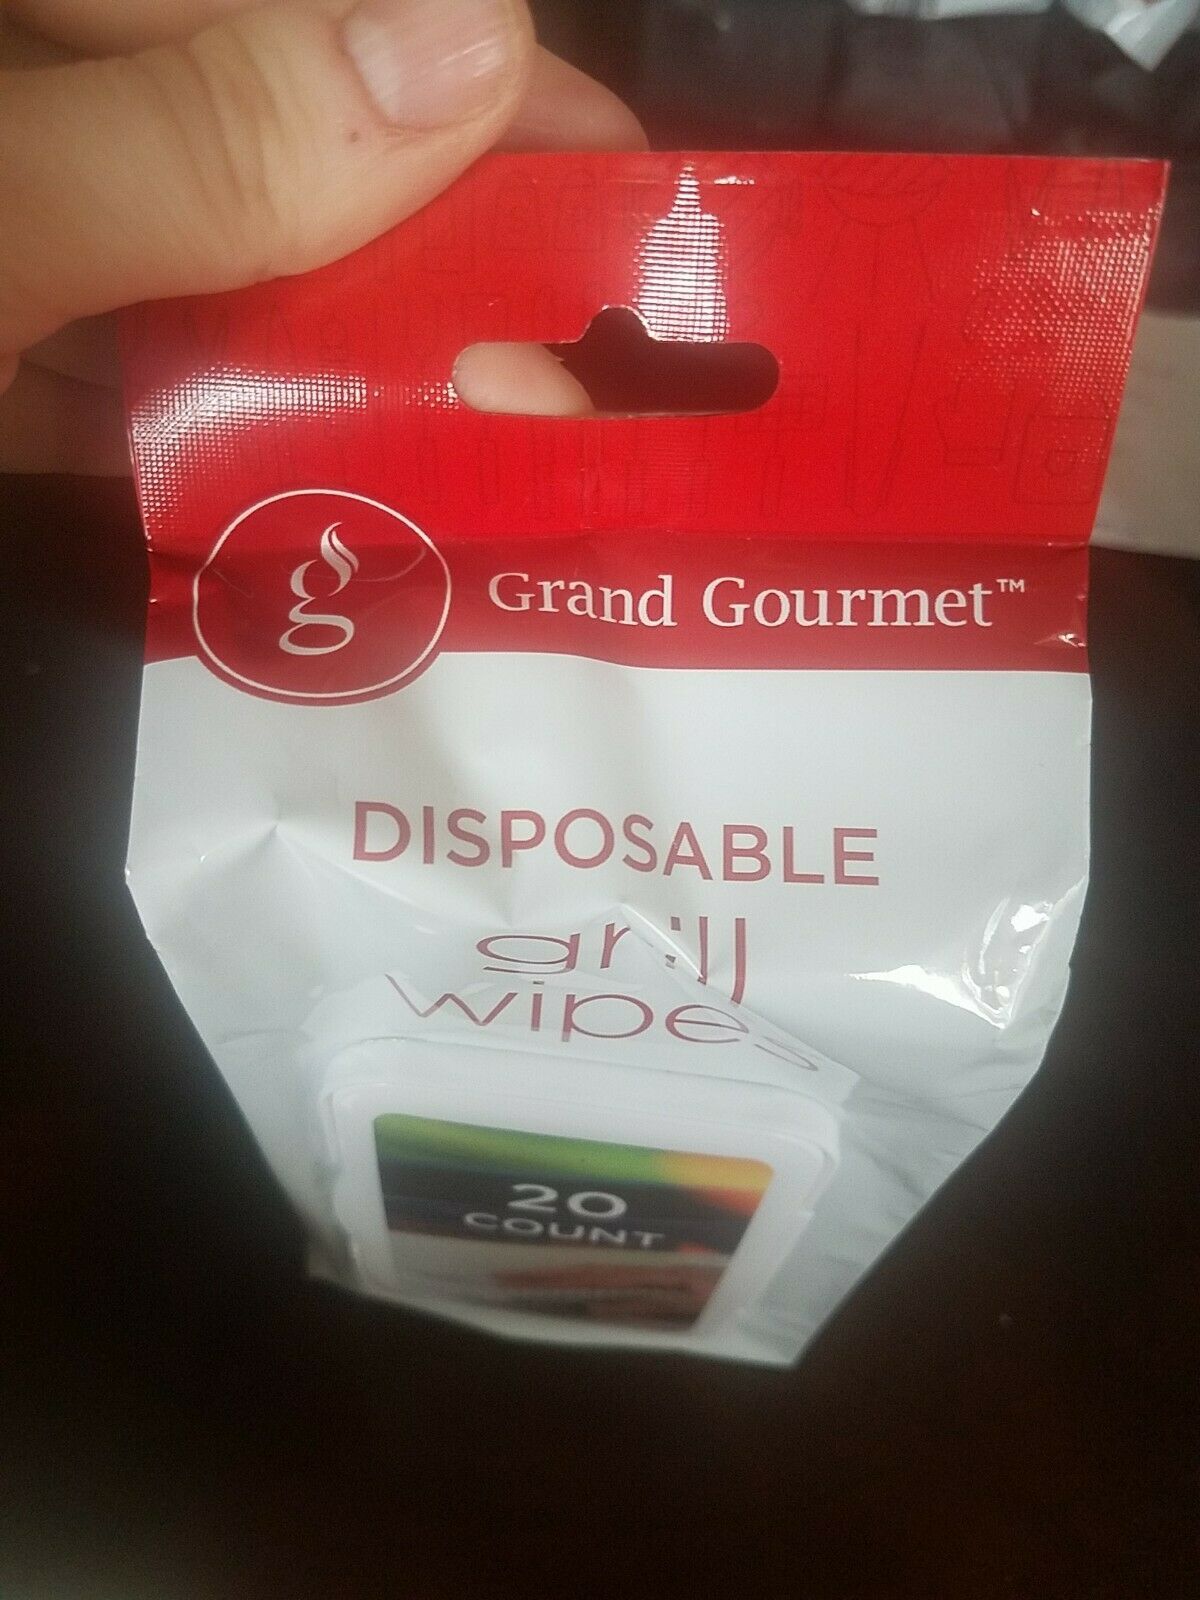 g
Grand Gourmet™
DISPOSABLE
grill
wipes
20
COUNT